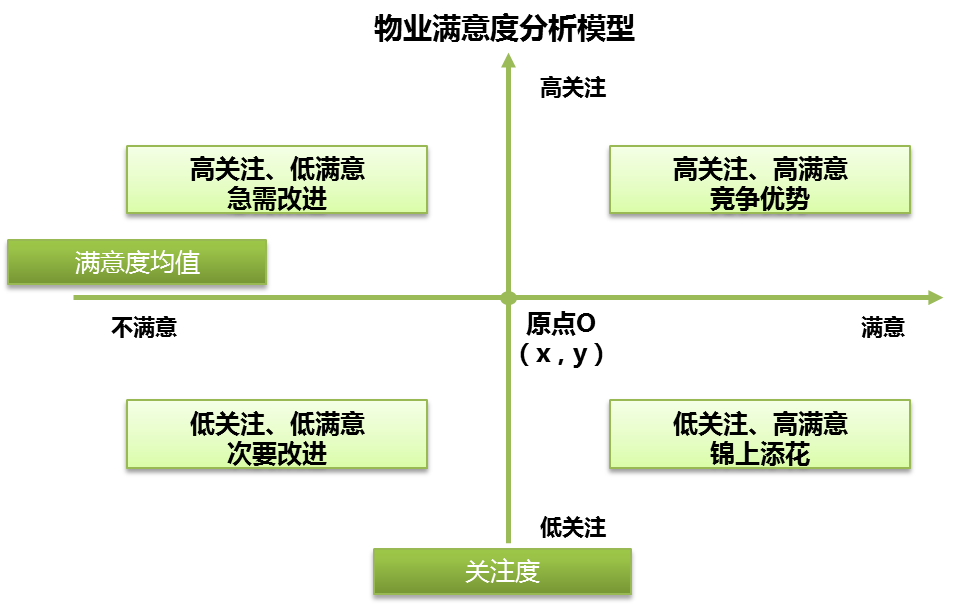 物业满意度分析模型
高关注
高关注、低满意
急需改进
高关注、高满意
竞争优势
满意度均值
不满意
原点O
（x，y）
满意
低关注、低满意
次要改进
低关注、高满意
锦上添花
低关注
关注度